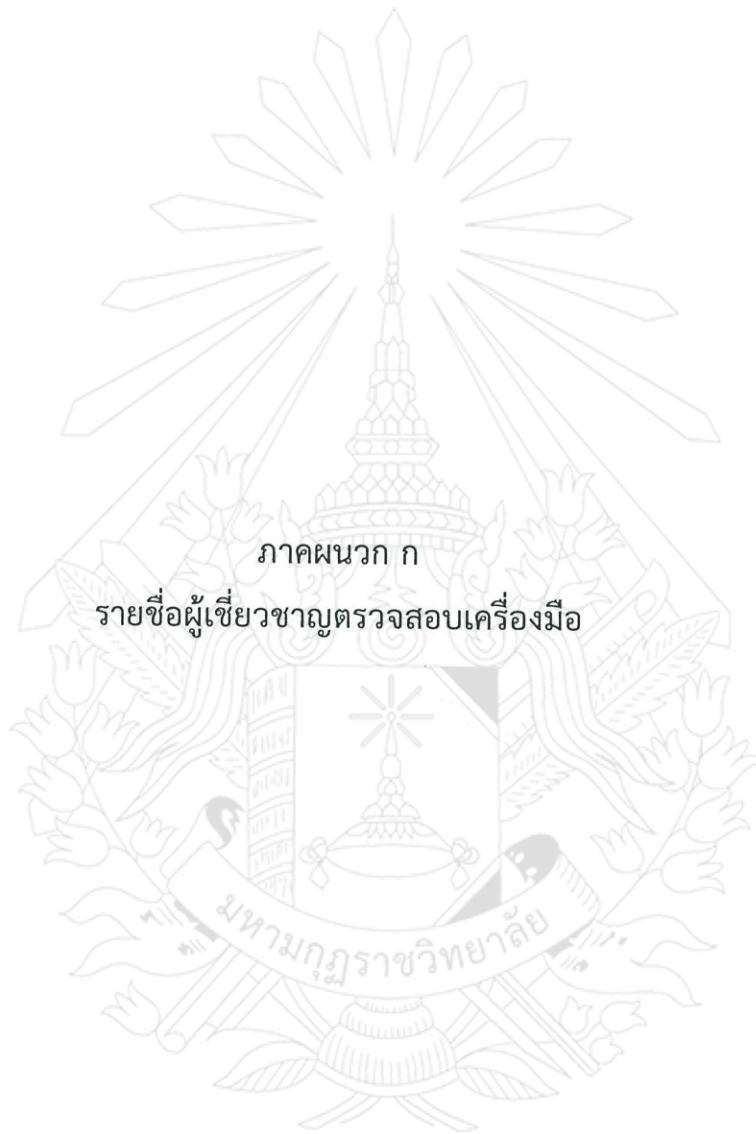 ภาคผนวก ก
รายชื่อผู้เชี่ยวชาญตรวจสอบเครื่องมือ
มหามกุฏราชวิทยาลัย